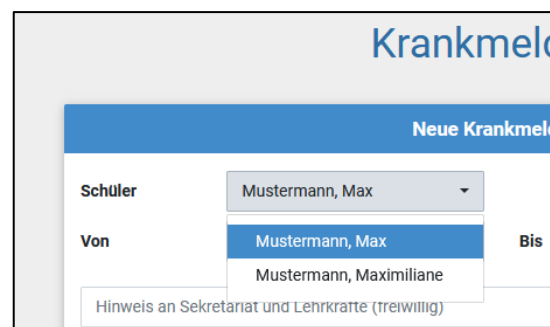 Krankmeld
Neue Krankmeld
Schüler Mustermann, Max
Von Mustermann, Max Bis
Mustermann, Maximiliane
Hinweis an Sekretariat und Lehrkräfte (freiwillig)